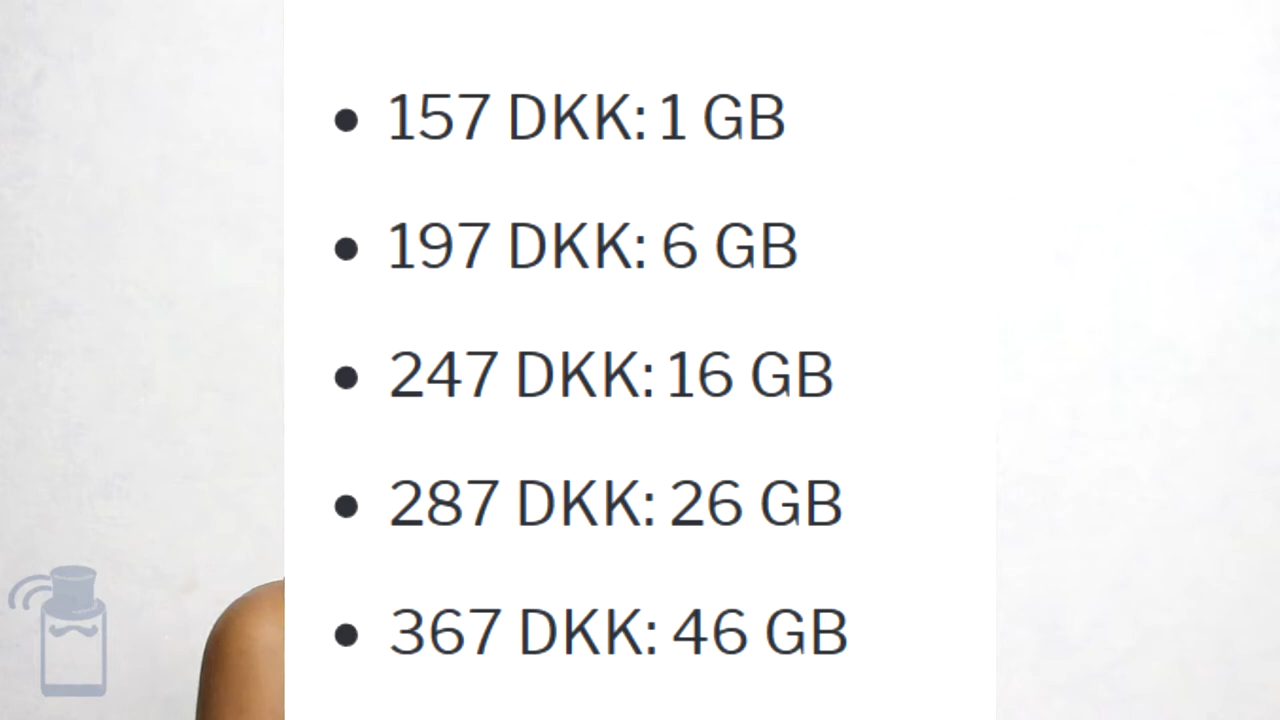 • 157 DKK: 1 GB
• 197 DKK: 6 GB
• 247 DKK: 16 GB
• 287 DKK: 26 GB
• 367 DKK: 46 GB